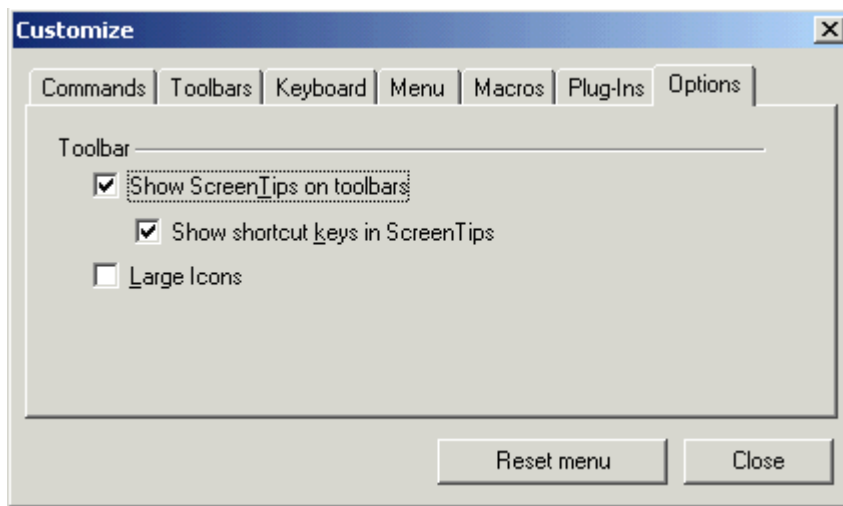 Customize
Commands Toolbars Keyboard Menu Macros Plug-Ins Options
Toolbar
Show ScreenTips on toolbars
Show shortcut keys in ScreenTips
Large Icons
Reset menu Close